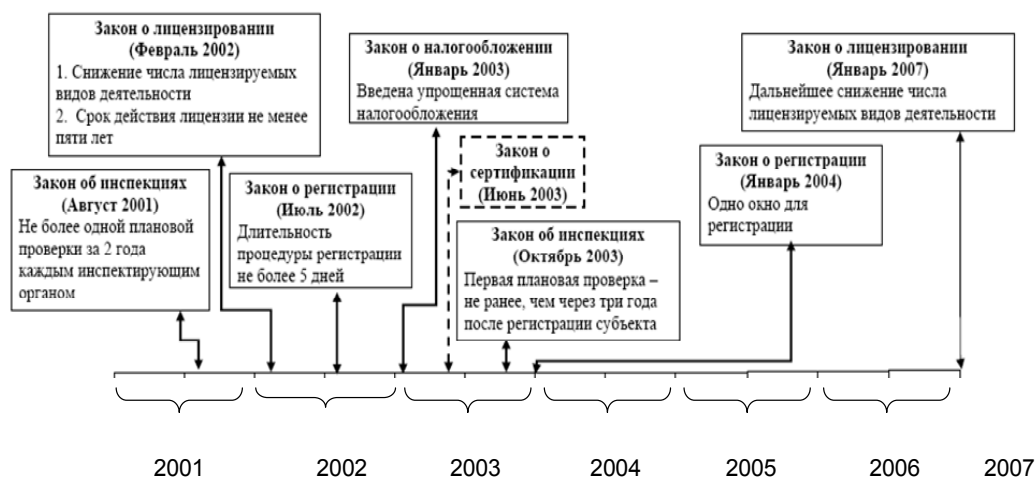 Закон о лицензировании
(Февраль 2002)
1. Снижение числа лицензируемых
видов деятельности
2. Срок действия лицензии не менее
пяти лет
Закон о налогообложении
(Январь 2003)
Введена упрощенная система
налогообложения
Закон о лицензировании
(Январь 2007)
Дальнейшее снижение числа
лицензируемых видов деятельности
Закон о
сертификации
(Июнь 2003)
Закон об инспекциях
(Август 2001)
Не более одной плановой
проверки за 2 года
каждым инспектирующим
органом
Закон о регистрации
(Июль 2002)
Длительность
процедуры регистрации
не более 5 дней
Закон об инспекциях
(Октябрь 2003)
Первая плановая проверка –
не ранее, чем через три года
после регистрации субъекта
Закон о регистрации
(Январь 2004)
Одно окно для
регистрации
2001 2002 2003 2004 2005 2006 2007